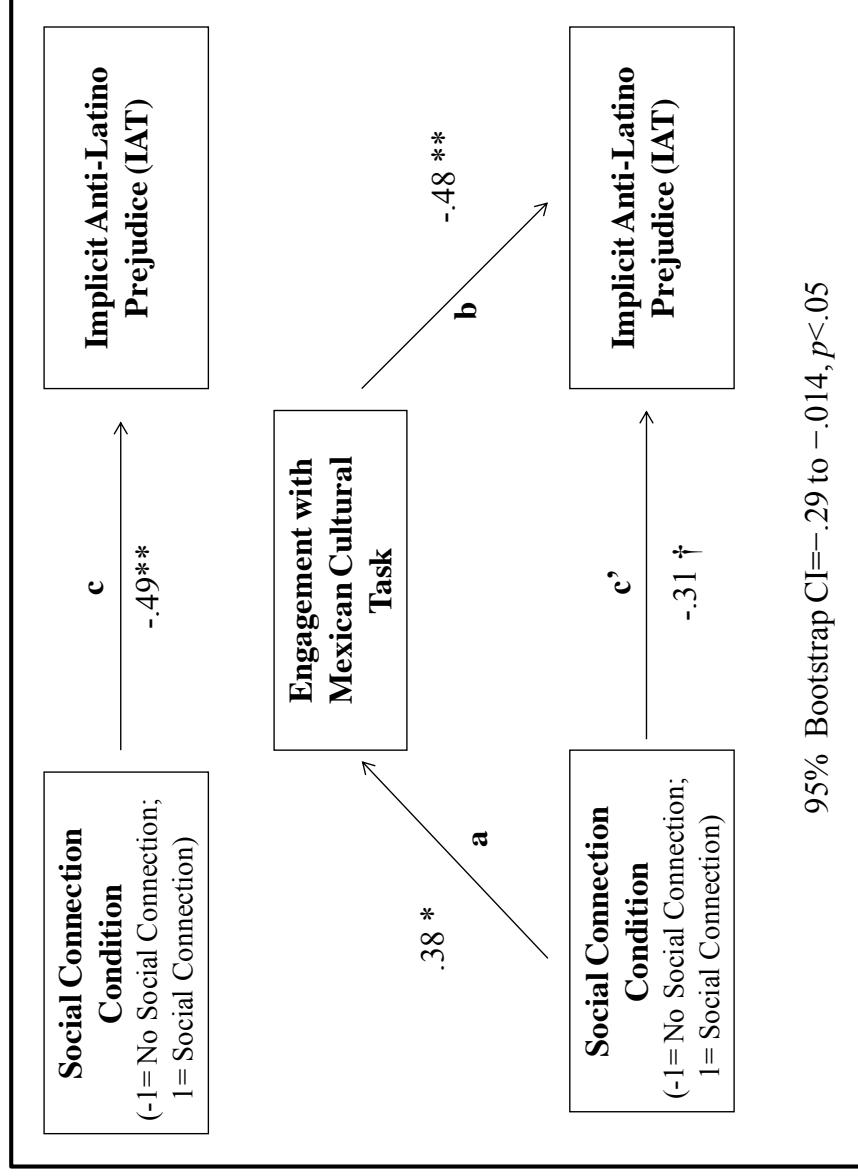 Social Connection
Condition
(-1= No Social Connection;
1= Social Connection)
c
-.49**
Implicit Anti-Latino
Prejudice (IAT)
Engagement with
Mexican Cultural
Task
.38 *
a
b
-.48 **
Social Connection
Condition
(-1= No Social Connection;
1= Social Connection)
c’
-.31 †
Implicit Anti-Latino
Prejudice (IAT)
95% Bootstrap CI=−.29 to −.014, p<.05